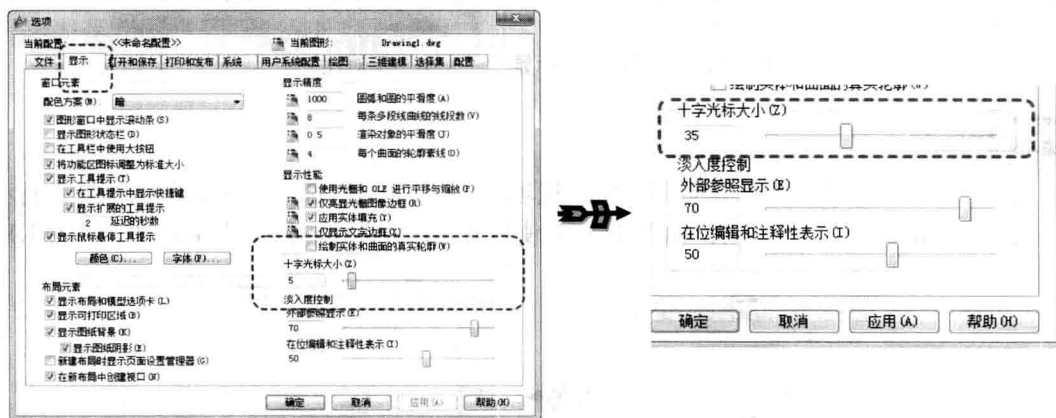 选项
当前配置: <<未命名配置>> 当前图形: Drawing1.dwg
文件 显示 打开和保存 打印和发布 系统 用户系统配置 绘图 三维建模 选择集 配置
窗口元素
配色方案(M): 暗
图形窗口中显示滚动条(S)
显示图形状态栏(D)
在工具栏中使用大按钮
将功能区图标调整为标准大小
显示工具提示(T)
在工具提示中显示快捷键
显示扩展的工具提示
2 延迟的秒数
显示鼠标悬停工具提示
颜色(C)... 字体(F)...
布局元素
显示布局和模型选项卡(L)
显示可打印区域(B)
显示图纸背景(K)
显示图纸阴影(E)
新建布局时显示页面设置管理器(G)
在新布局中创建视口(N)
显示精度
1000 圆弧和圆的平滑度(A)
8 每条多段线曲线的线段数(V)
0.5 渲染对象的平滑度(J)
4 每个曲面的轮廓素线(O)
显示性能
使用光栅和 OLE 进行平移与缩放(P)
仅亮显光栅图像边框(R)
应用实体填充(Y)
仅显示文字边框(X)
绘制实体和曲面的真实轮廓(W)
十字光标大小(Z)
5
淡入度控制
外部参照显示(E)
70
在位编辑和注释性表示(I)
50
确定 取消 应用(A) 帮助(H)
绘制实体和曲面的真实轮廓(W)
十字光标大小(Z)
35
淡入度控制
外部参照显示(E)
70
在位编辑和注释性表示(I)
50
确定 取消 应用(A) 帮助(H)